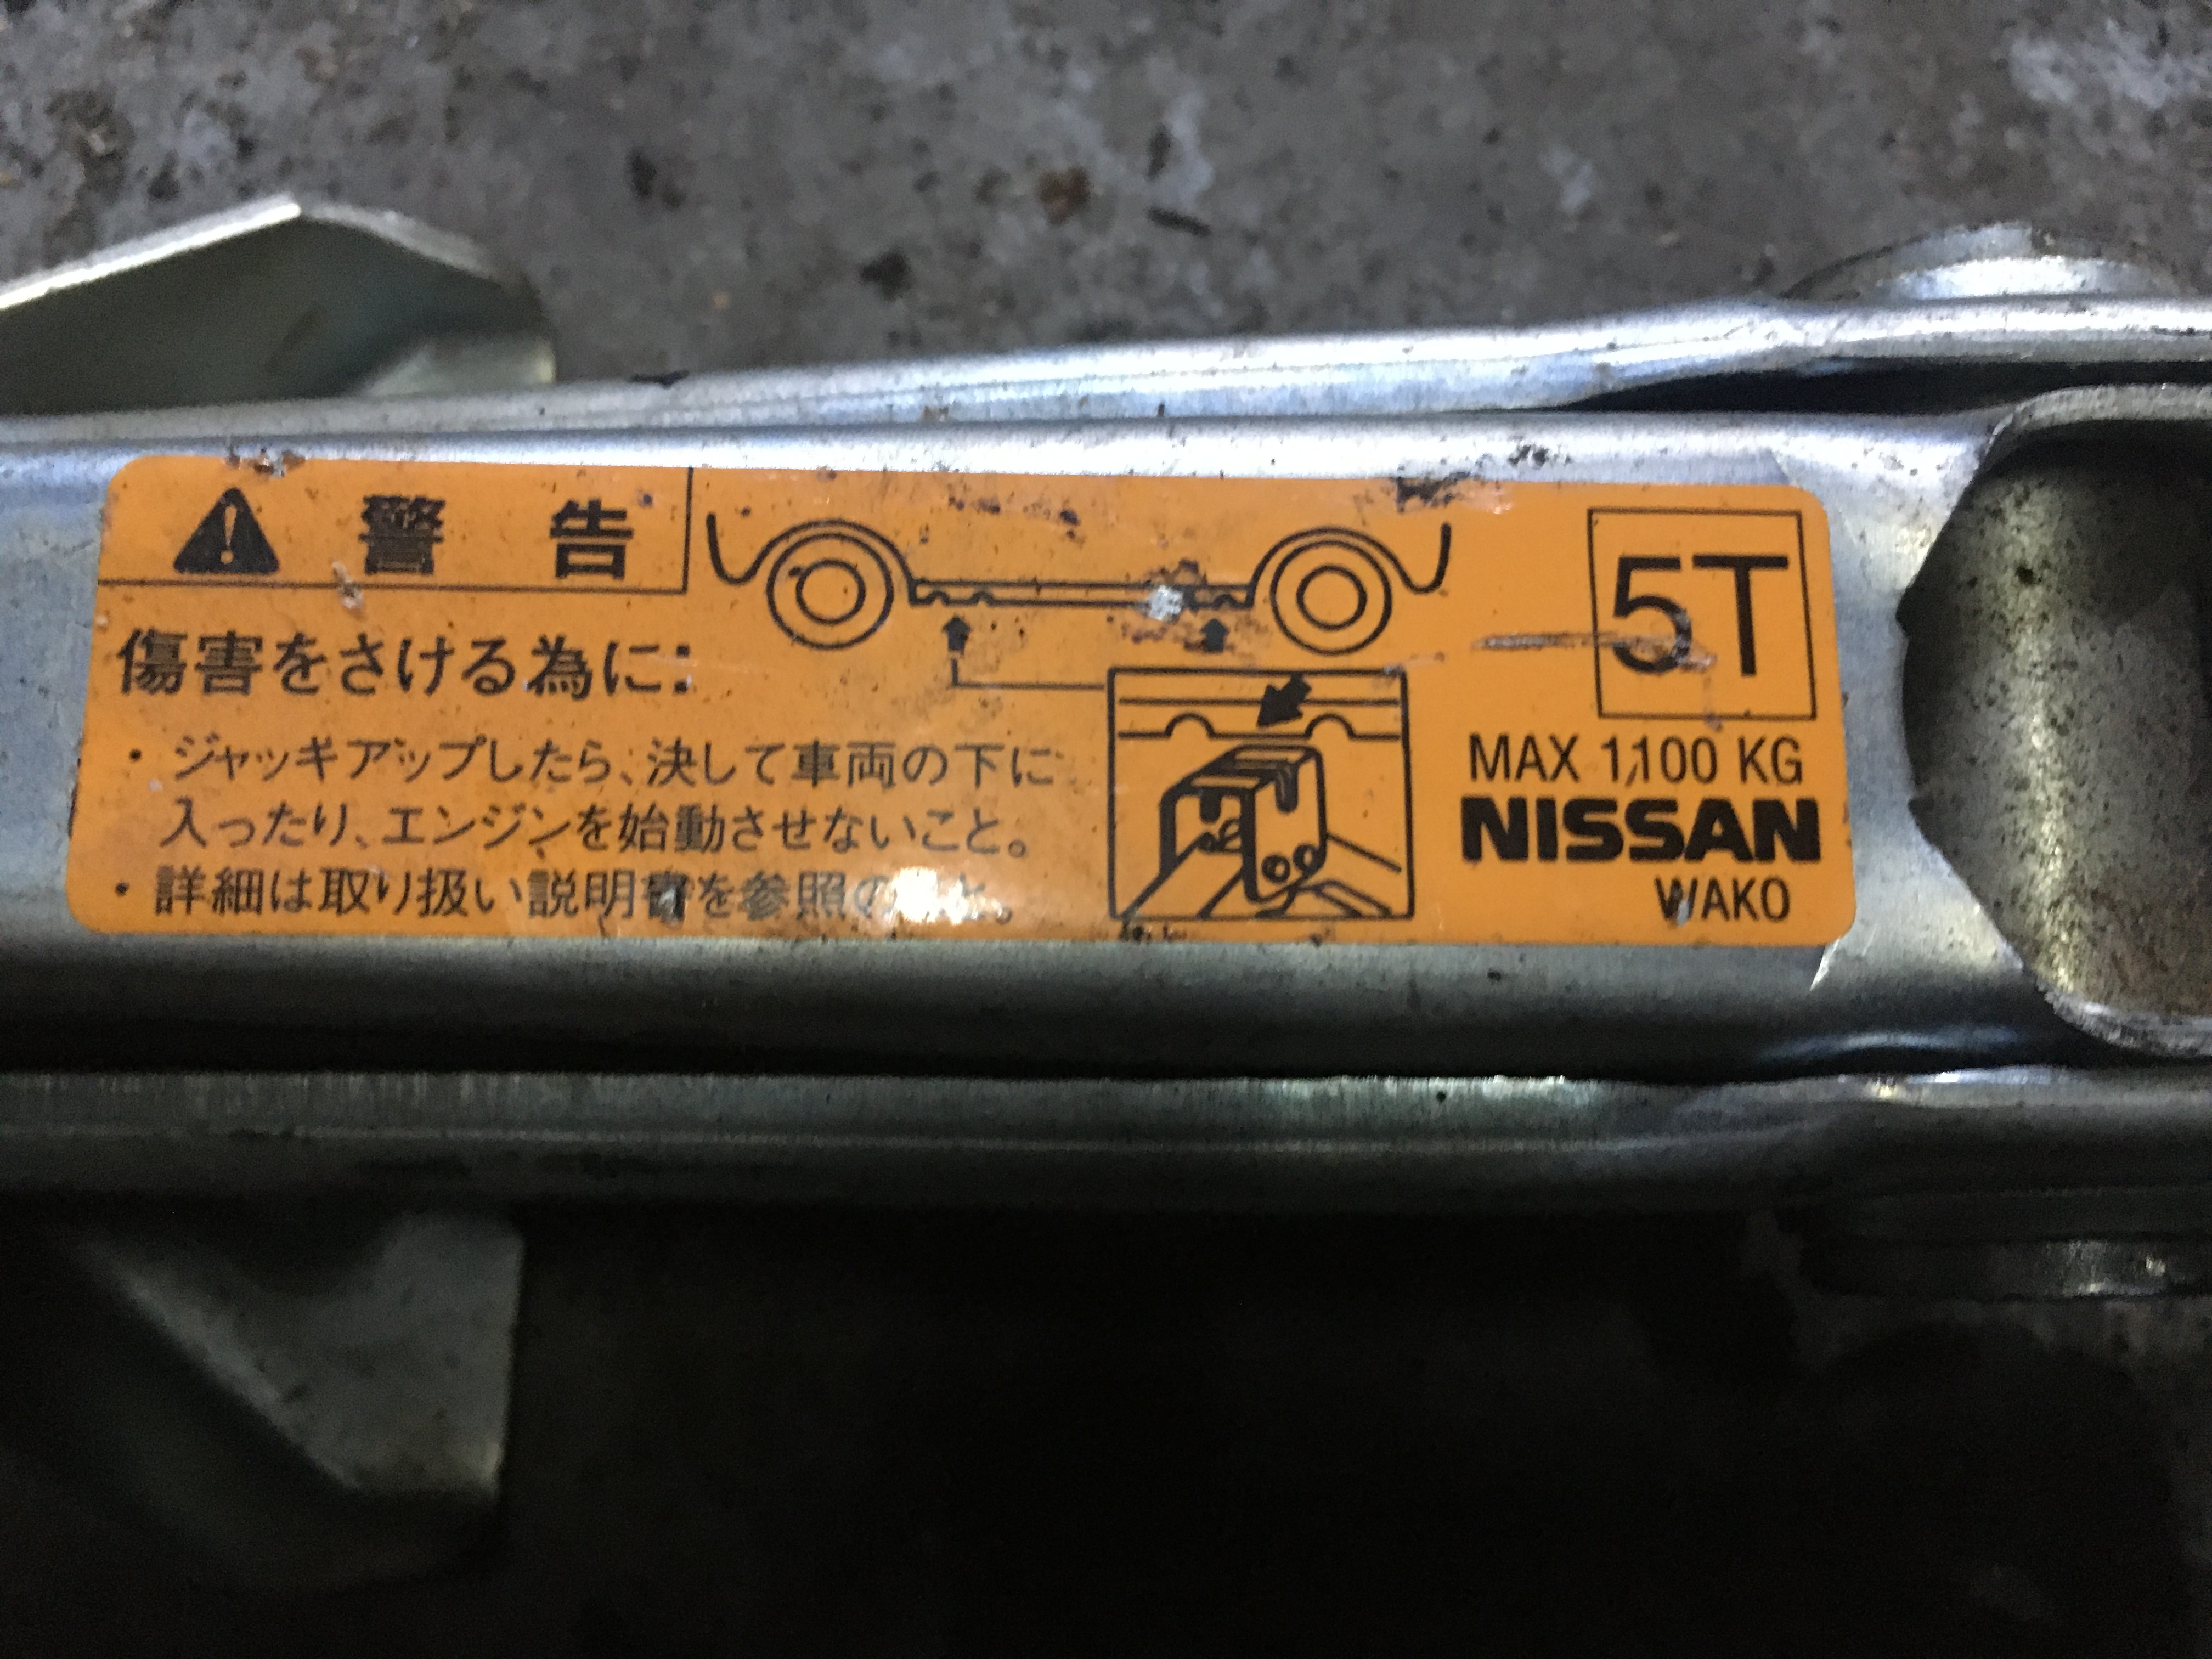 警 告
傷害をさける為に:
・ジャッキアップしたら、決して車両の下に
入ったり、エンジンを始動させないこと。
・詳細は取り扱い説明書を参照のこと。
5T
MAX 1,100 KG
NISSAN
WAKO